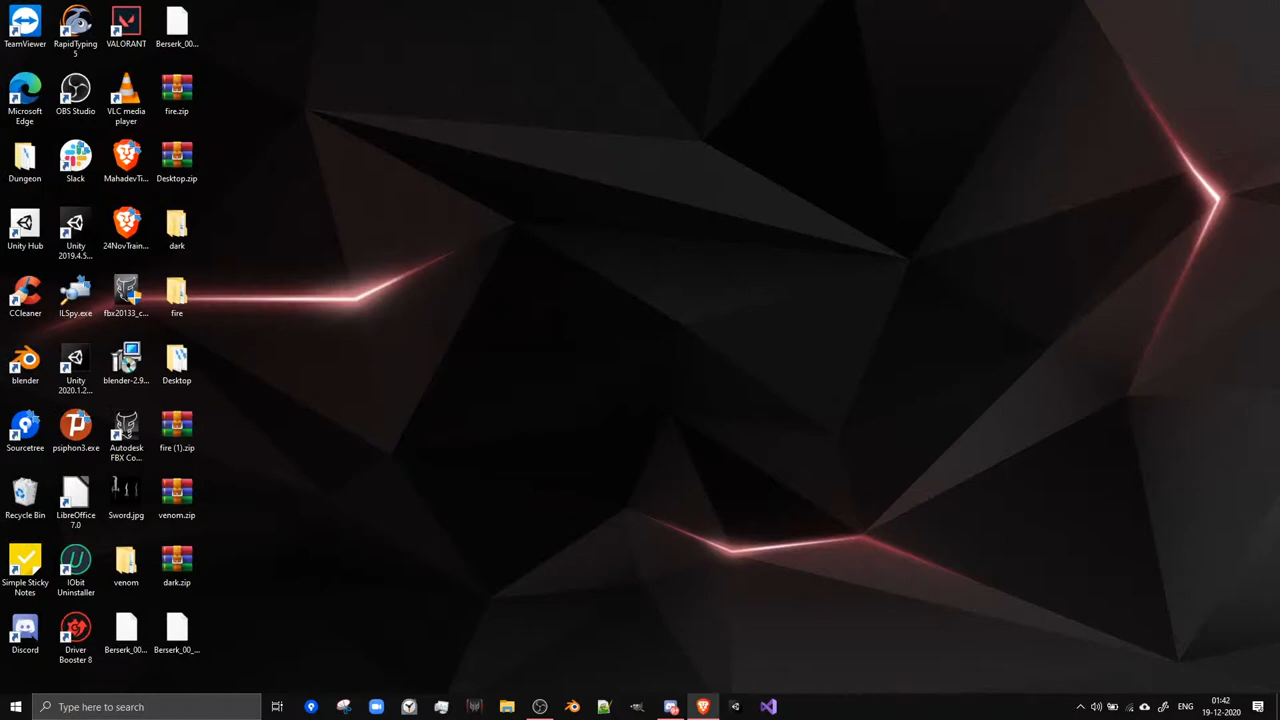 TeamViewer
RapidTyping
5
VALORANT
Berserk_00...
Microsoft
Edge
OBS Studio
VLC media
player
fire.zip
Dungeon
Slack
MahadevTi...
Desktop.zip
Unity Hub
Unity
2019.4.5...
24NovTrain...
dark
CCleaner
ILSpy.exe
fbx20133_c...
fire
blender
Unity
2020.1.2...
blender-2.9...
Desktop
Sourcetree
psiphon3.exe
Autodesk
FBX Co...
fire (1).zip
Recycle Bin
LibreOffice
7.0
Sword.jpg
venom.zip
Simple Sticky
Notes
IObit
Uninstaller
venom
dark.zip
Discord
Driver
Booster 8
Berserk_00...
Berserk_00_...
Type here to search
ENG
01:42
19-12-2020